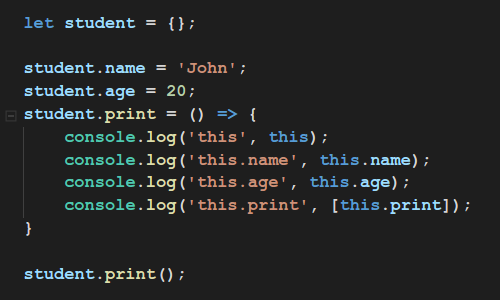 let student = {};
student.name = 'John';
student.age = 20;
student.print = () => {
console.log('this', this);
console.log('this.name', this.name);
console.log('this.age', this.age);
console.log('this.print', [this.print]);
}
student.print();